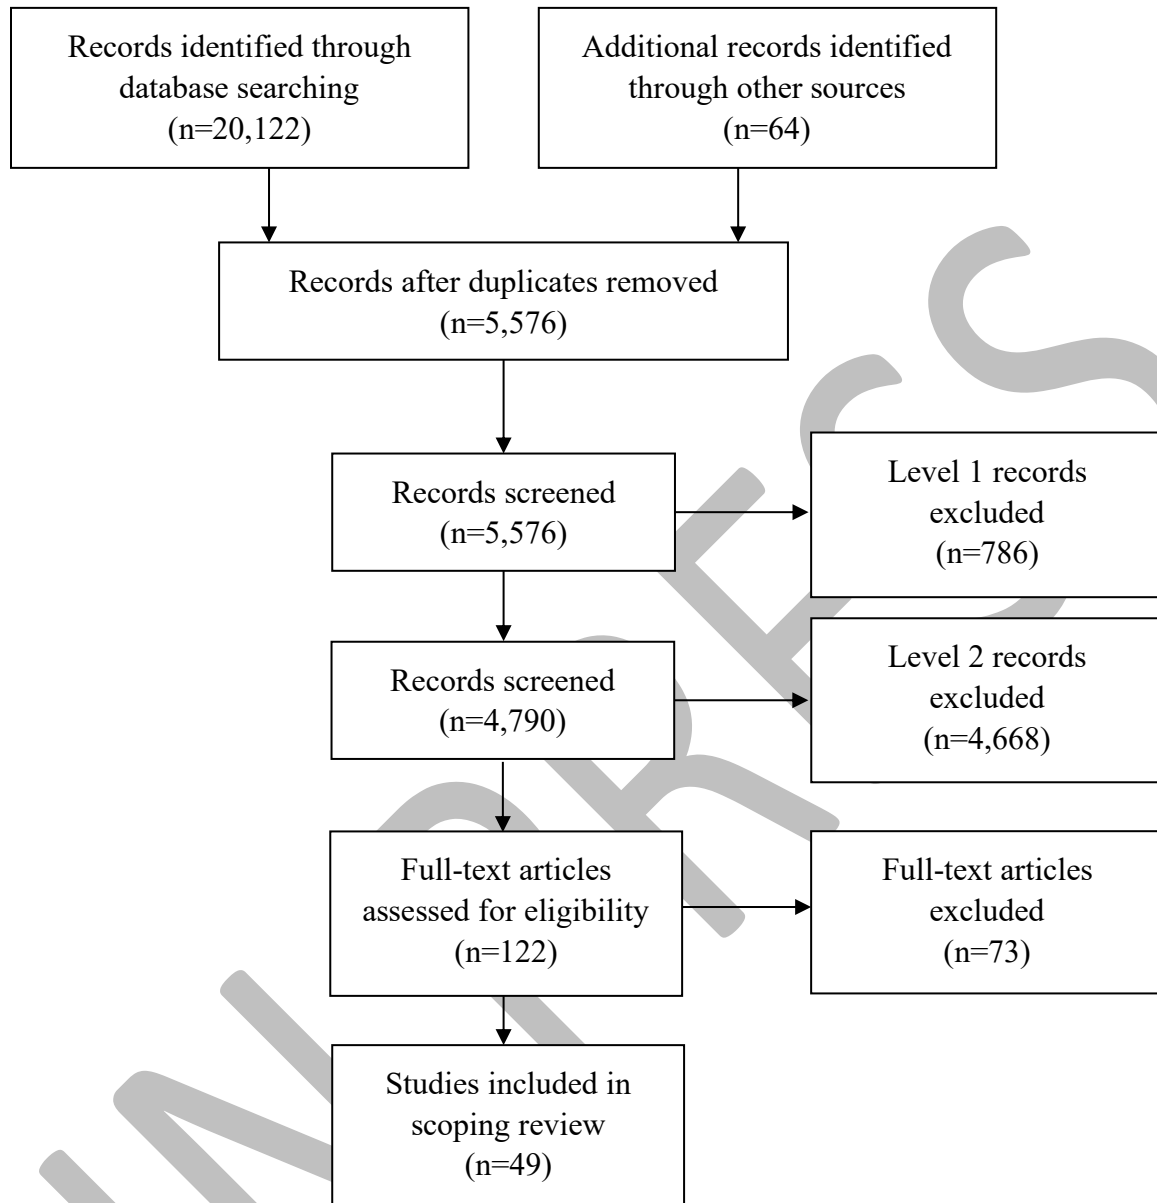 Records identified through
database searching
(n=20,122)
Additional records identified
through other sources
(n=64)
Records after duplicates removed
(n=5,576)
Records screened
(n=5,576)
Level 1 records
excluded
(n=786)
Records screened
(n=4,790)
Level 2 records
excluded
(n=4,668)
Full-text articles
assessed for eligibility
(n=122)
Full-text articles
excluded
(n=73)
Studies included in
scoping review
(n=49)
IN PRESS